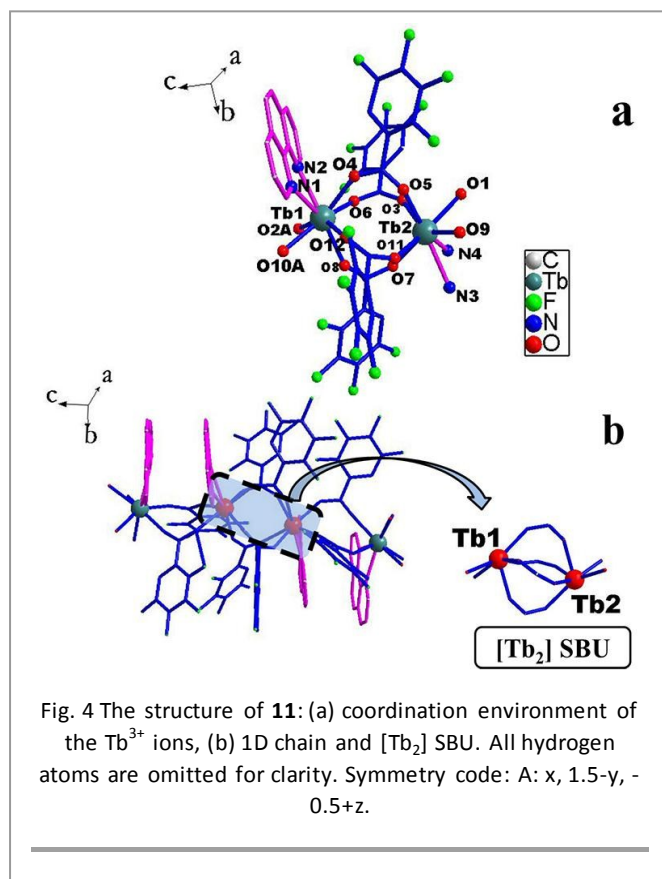 a
c
b
a
N2
N1
O4
O5
O1
Tb1
O6
O3
O2A
Tb2
O9
O12
O11
N4
O10A
O8
O7
N3
C
Tb
F
N
O
a
c
b
b
Tb1
Tb2
[Tb₂] SBU
Fig. 4 The structure of 11: (a) coordination environment of
the Tb³⁺ ions, (b) 1D chain and [Tb₂] SBU. All hydrogen
atoms are omitted for clarity. Symmetry code: A: x, 1.5-y, -
0.5+z.